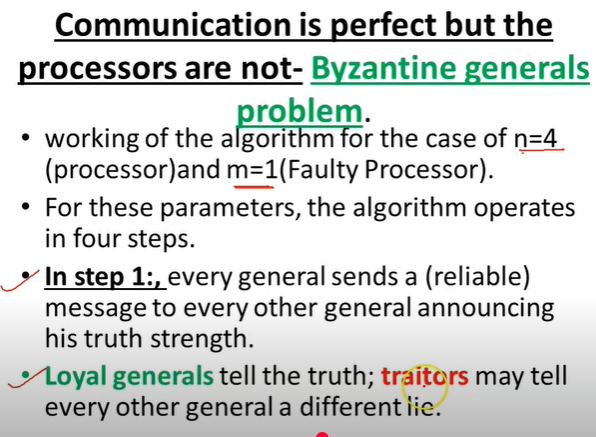 Communication is perfect but the
processors are not- Byzantine generals
problem.
• working of the algorithm for the case of n=4
(processor)and m=1(Faulty Processor).
• For these parameters, the algorithm operates
in four steps.
• In step 1:, every general sends a (reliable)
message to every other general announcing
his truth strength.
• Loyal generals tell the truth; traitors may tell
every other general a different lie.